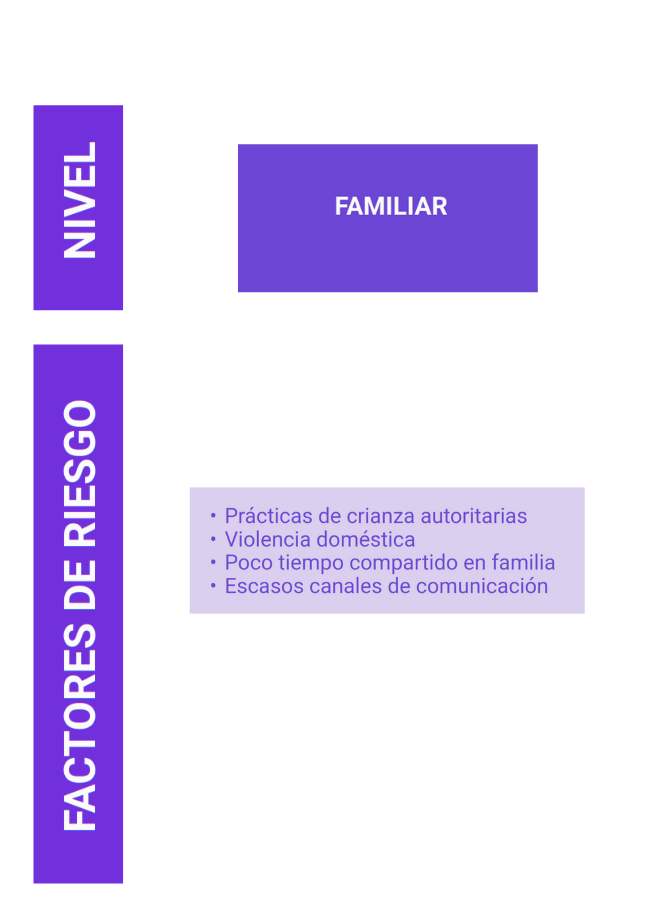 NIVEL
FAMILIAR
FACTORES DE RIESGO
• Prácticas de crianza autoritarias
• Violencia doméstica
• Poco tiempo compartido en familia
• Escasos canales de comunicación